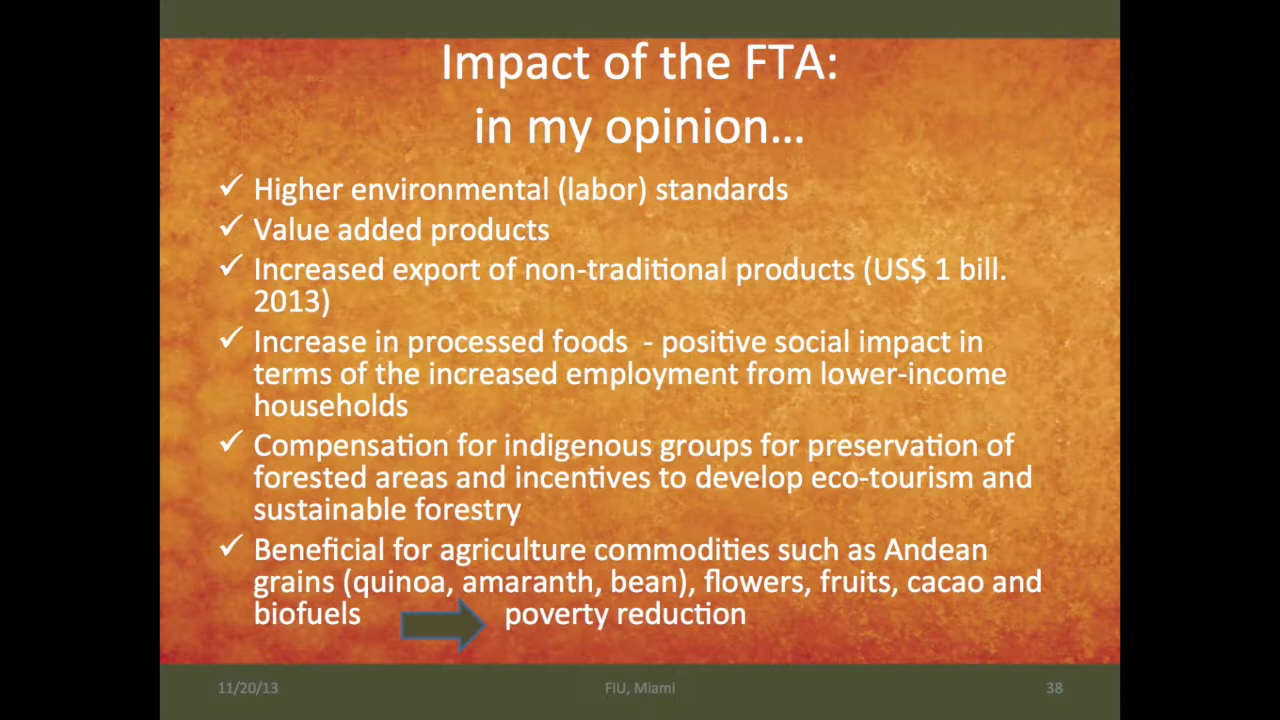 Impact of the FTA:
in my opinion…
✓ Higher environmental (labor) standards
✓ Value added products
✓ Increased export of non-traditional products (US$ 1 bill.
2013)
✓ Increase in processed foods - positive social impact in
terms of the increased employment from lower-income
households
✓ Compensation for indigenous groups for preservation of
forested areas and incentives to develop eco-tourism and
sustainable forestry
✓ Beneficial for agriculture commodities such as Andean
grains (quinoa, amaranth, bean), flowers, fruits, cacao and
biofuels poverty reduction
11/20/13 FIU, Miami 38